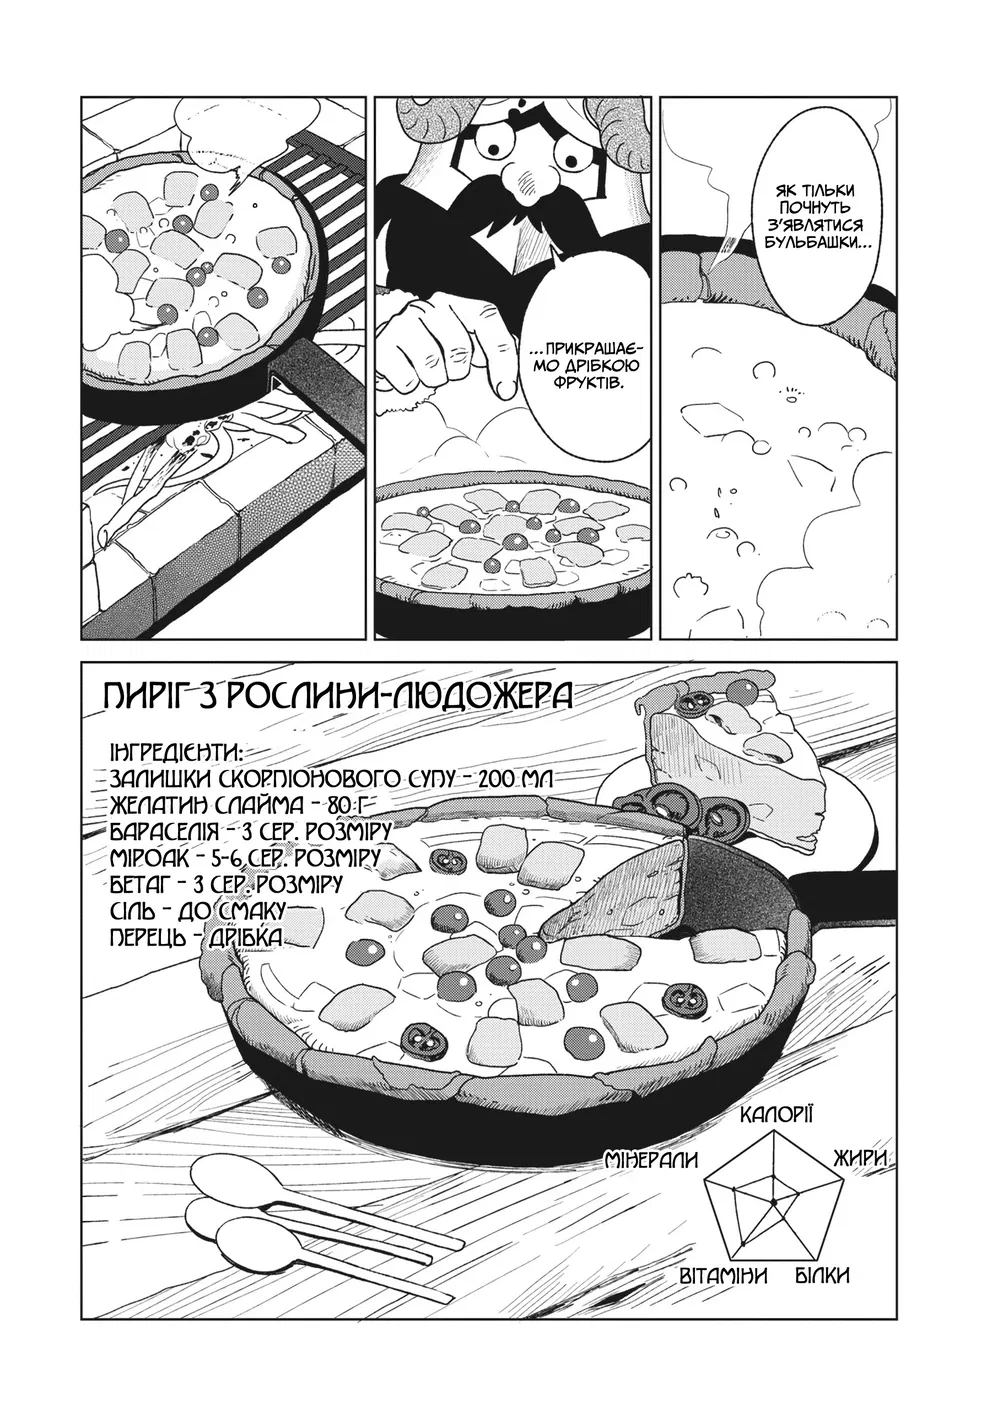 ЯК ТІЛЬКИ
ПОЧНУТЬ
З’ЯВЛЯТИСЯ
БУЛЬБАШКИ...
...ПРИКРАШАЄ-
МО ДРІБКОЮ
ФРУКТІВ.
ПИРІГ З РОСЛИНИ-ЛЮДОЖЕРА
ІНГРЕДІЄНТИ:
ЗАЛИШКИ СКОРПІОНОВОГО СУПУ - 200 МЛ
ЖЕЛАТИН СЛАЙМА - 80 Г
БАРАСЕЛІЯ - 3 СЕР. РОЗМІРУ
МІРОАК - 5-6 СЕР. РОЗМІРУ
БЕТАГ - 3 СЕР. РОЗМІРУ
СІЛЬ - ДО СМАКУ
ПЕРЕЦЬ - ДРІБКА
КАЛОРІЇ
МІНЕРАЛИ
ЖИРИ
ВІТАМІНИ
БІЛКИ